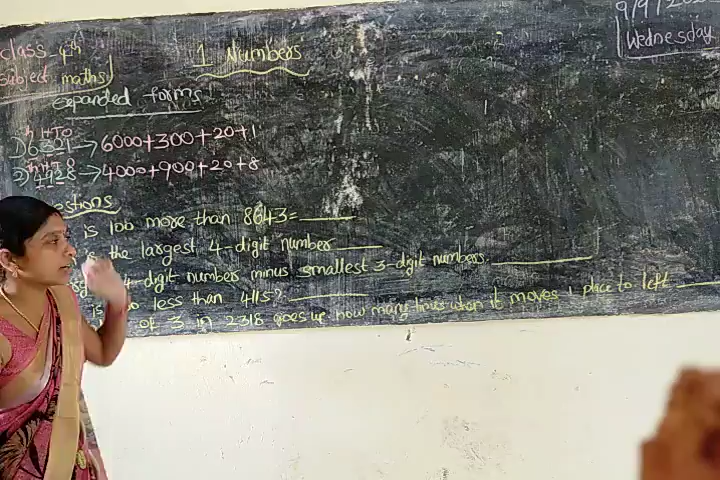 class 4th
Subject maths
1 Numbers
9/9/202
Wednesday
expanded forms
Th H T O
1) 6321 → 6000+300+20+1
Th H T O
2) 4928 → 4000+900+20+8
estions
is 100 more than 8643 =
the largest 4-digit number
4-digit numbers minus smallest 3-digit numbers.
less than 4115?
of 3 in 2318 goes up how many times when it moves 1 place to left